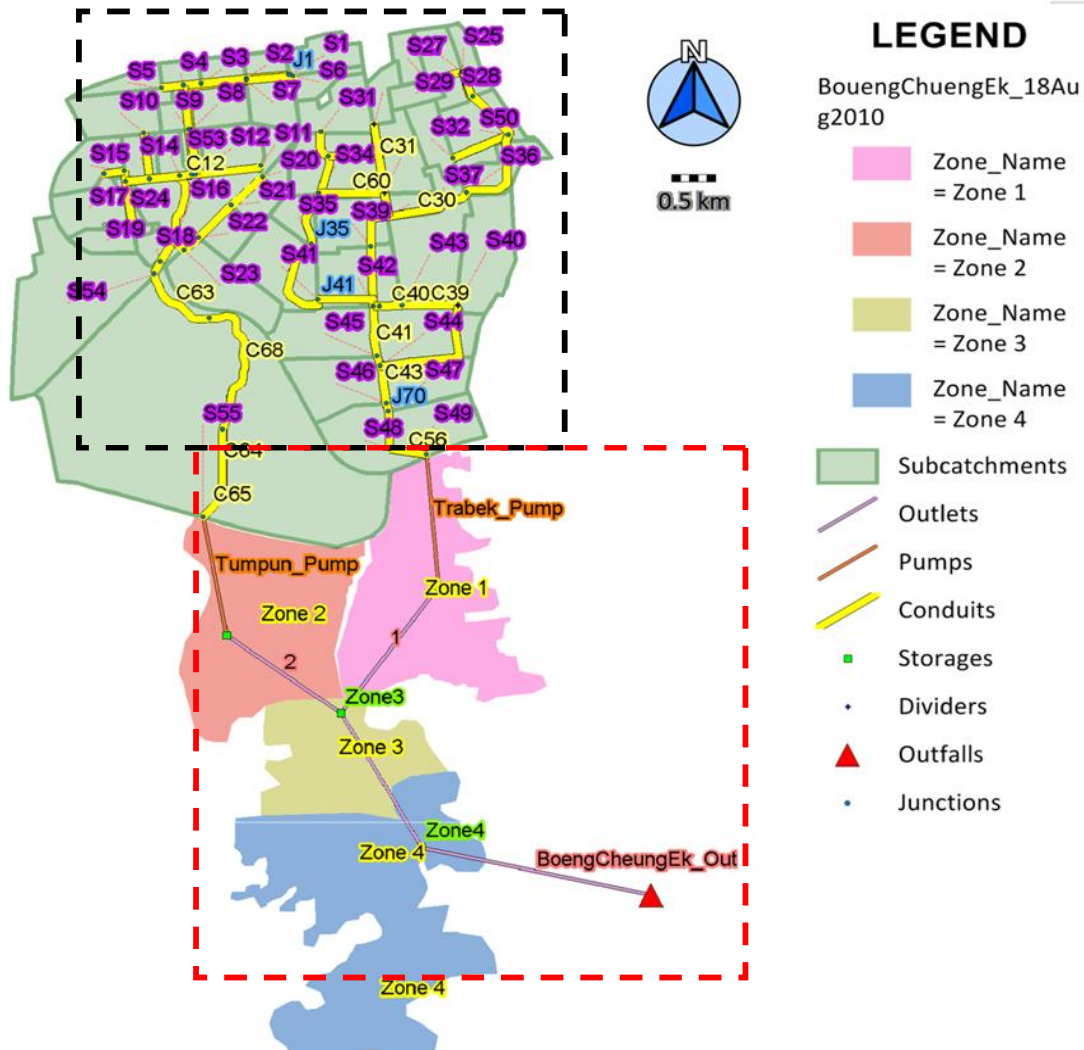 S1
S2
S3
S4
S5
J1
S6
S7
S8
S9
S10
S27
S25
S29
S28
S31
S50
S32
S53
S12
S11
S14
S15
S34
C31
S36
C12
S20
C60
S37
S17
S24
S16
S21
S35
S39
C30
S19
S18
S22
J35
S43
S40
S41
S42
S23
S54
J41
C40
C39
C63
S45
C41
S44
C68
S46
C43
S47
J70
S55
S49
S48
C56
C64
C65
Trabek_Pump
Tumpun_Pump
Zone 1
Zone 2
1
2
Zone3
Zone 3
Zone4
Zone 4
BoengCheungEk_Out
Zone 4
N
0.5 km
LEGEND
BouengChuengEk_18Au
g2010
Zone_Name
= Zone 1
Zone_Name
= Zone 2
Zone_Name
= Zone 3
Zone_Name
= Zone 4
Subcatchments
Outlets
Pumps
Conduits
Storages
Dividers
Outfalls
Junctions